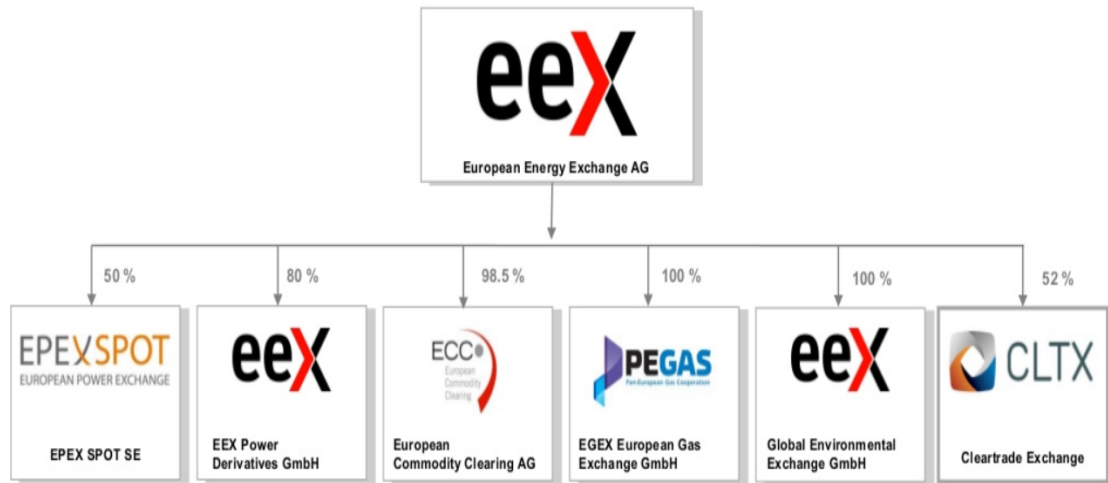 eex
European Energy Exchange AG
50 %
80 %
98.5 %
100 %
100 %
52 %
EPEXSPOT
EUROPEAN POWER EXCHANGE
EPEX SPOT SE
eex
EEX Power
Derivatives GmbH
ECC
European
Commodity
Clearing
European
Commodity Clearing AG
PEGAS
Pan-European Gas Cooperation
EGEX European Gas
Exchange GmbH
eex
Global Environmental
Exchange GmbH
CLTX
Cleartrade Exchange